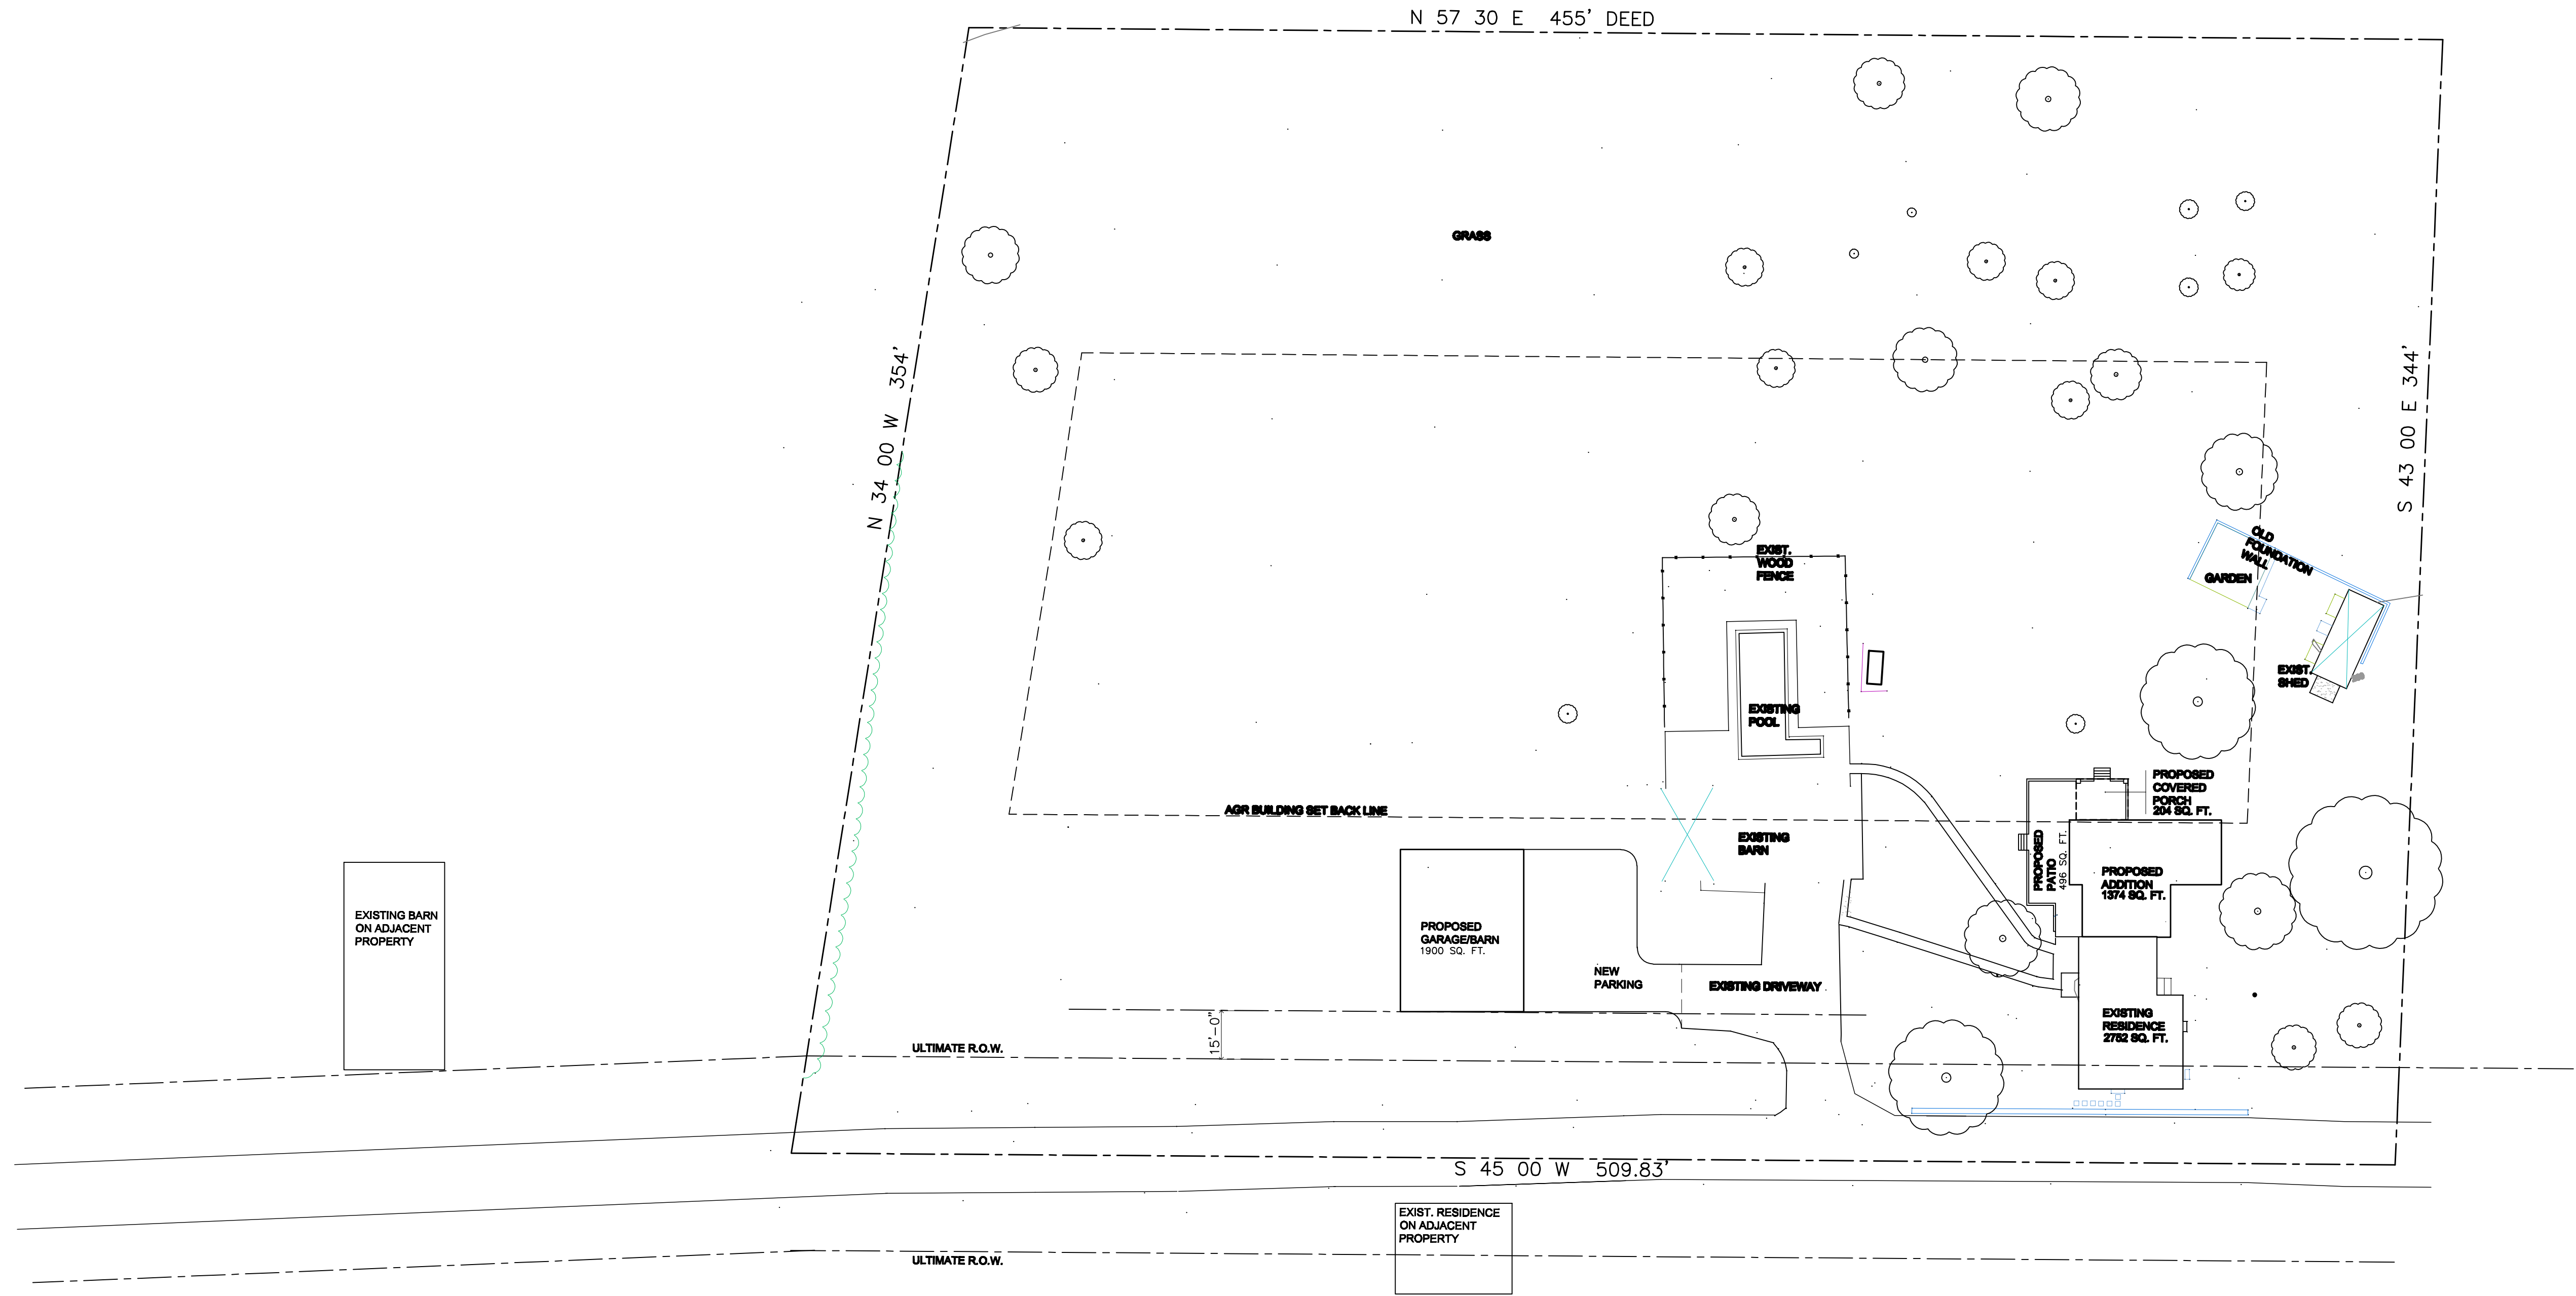 N 57 30 E 455' DEED
GRASS
N 34 00 W 354'
S 43 00 E 344'
OLD
FOUNDATION
WALL
GARDEN
EXIST.
WOOD
FENCE
EXIST.
SHED
EXISTING
POOL
PROPOSED
COVERED
PORCH
204 SQ. FT.
AGR BUILDING SET BACK LINE
EXISTING
BARN
PROPOSED
PATIO
496 SQ. FT.
PROPOSED
ADDITION
1374 SQ. FT.
EXISTING BARN
ON ADJACENT
PROPERTY
PROPOSED
GARAGE/BARN
1900 SQ. FT.
NEW
PARKING
EXISTING DRIVEWAY
EXISTING
RESIDENCE
2752 SQ. FT.
15'-0"
ULTIMATE R.O.W.
S 45 00 W 509.83'
EXIST. RESIDENCE
ON ADJACENT
PROPERTY
ULTIMATE R.O.W.